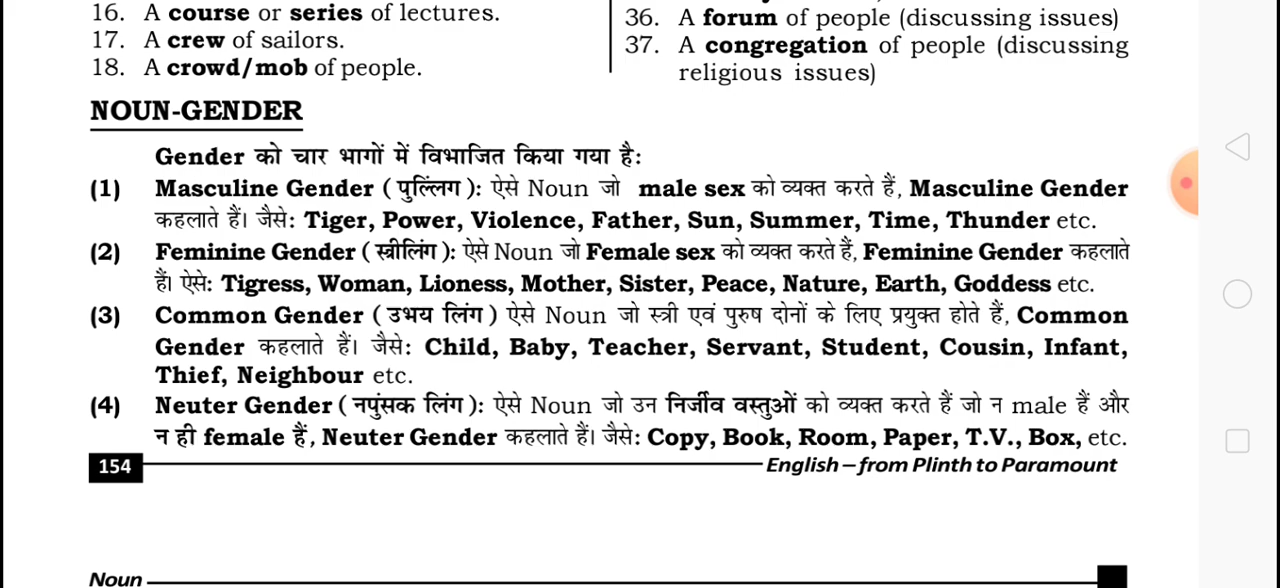 16. A course or series of lectures.
17. A crew of sailors.
18. A crowd/mob of people.
36. A forum of people (discussing issues)
37. A congregation of people (discussing
religious issues)
NOUN-GENDER
Gender को चार भागों में विभाजित किया गया है:
(1) Masculine Gender ( पुल्लिंग ): ऐसे Noun जो male sex को व्यक्त करते हैं, Masculine Gender
कहलाते हैं। जैसे: Tiger, Power, Violence, Father, Sun, Summer, Time, Thunder etc.
(2) Feminine Gender ( स्त्रीलिंग ): ऐसे Noun जो Female sex को व्यक्त करते हैं, Feminine Gender कहलाते
हैं। ऐसे: Tigress, Woman, Lioness, Mother, Sister, Peace, Nature, Earth, Goddess etc.
(3) Common Gender ( उभय लिंग ) ऐसे Noun जो स्त्री एवं पुरुष दोनों के लिए प्रयुक्त होते हैं, Common
Gender कहलाते हैं। जैसे: Child, Baby, Teacher, Servant, Student, Cousin, Infant,
Thief, Neighbour etc.
(4) Neuter Gender ( नपुंसक लिंग ): ऐसे Noun जो उन निर्जीव वस्तुओं को व्यक्त करते हैं जो न male हैं और
न ही female हैं, Neuter Gender कहलाते हैं। जैसे: Copy, Book, Room, Paper, T.V., Box, etc.
154 English – from Plinth to Paramount
Noun